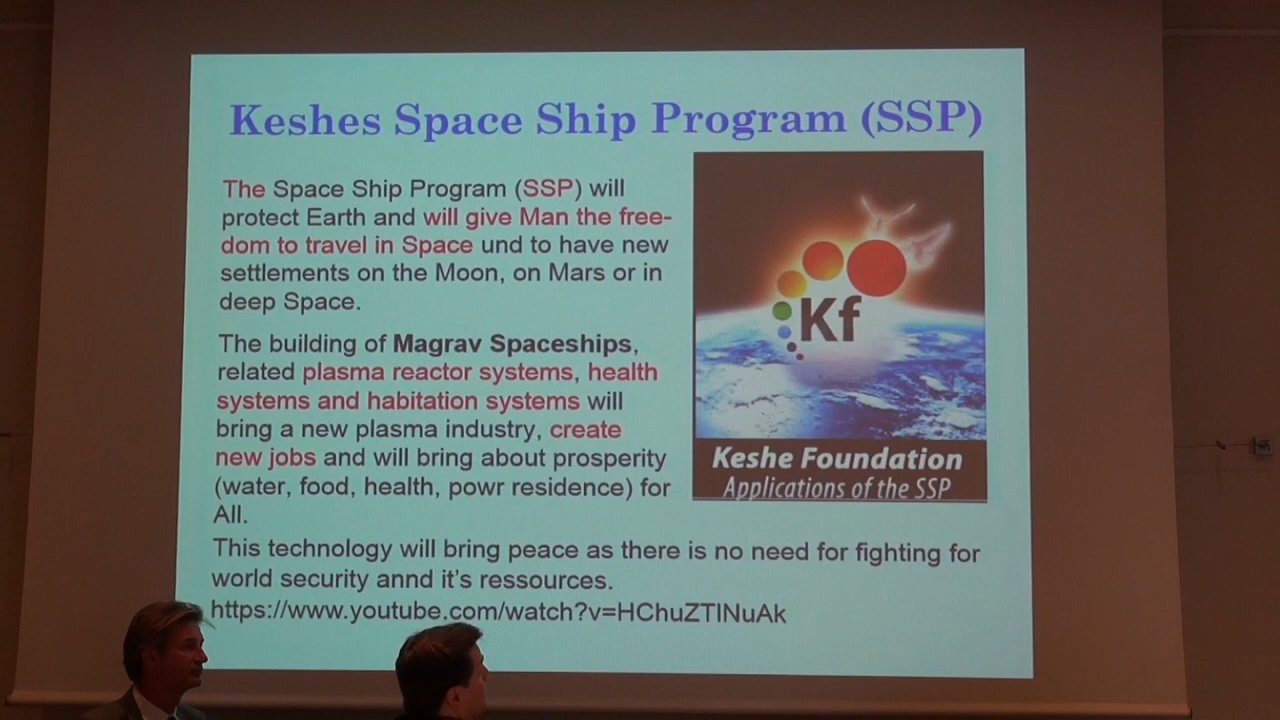 Keshes Space Ship Program (SSP)
The Space Ship Program (SSP) will
protect Earth and will give Man the free-
dom to travel in Space und to have new
settlements on the Moon, on Mars or in
deep Space.
The building of Magrav Spaceships,
related plasma reactor systems, health
systems and habitation systems will
bring a new plasma industry, create
new jobs and will bring about prosperity
(water, food, health, powr residence) for
All.
This technology will bring peace as there is no need for fighting for
world security annd it's ressources.
https://www.youtube.com/watch?v=HChuZTlNuAk
Kf
Keshe Foundation
Applications of the SSP